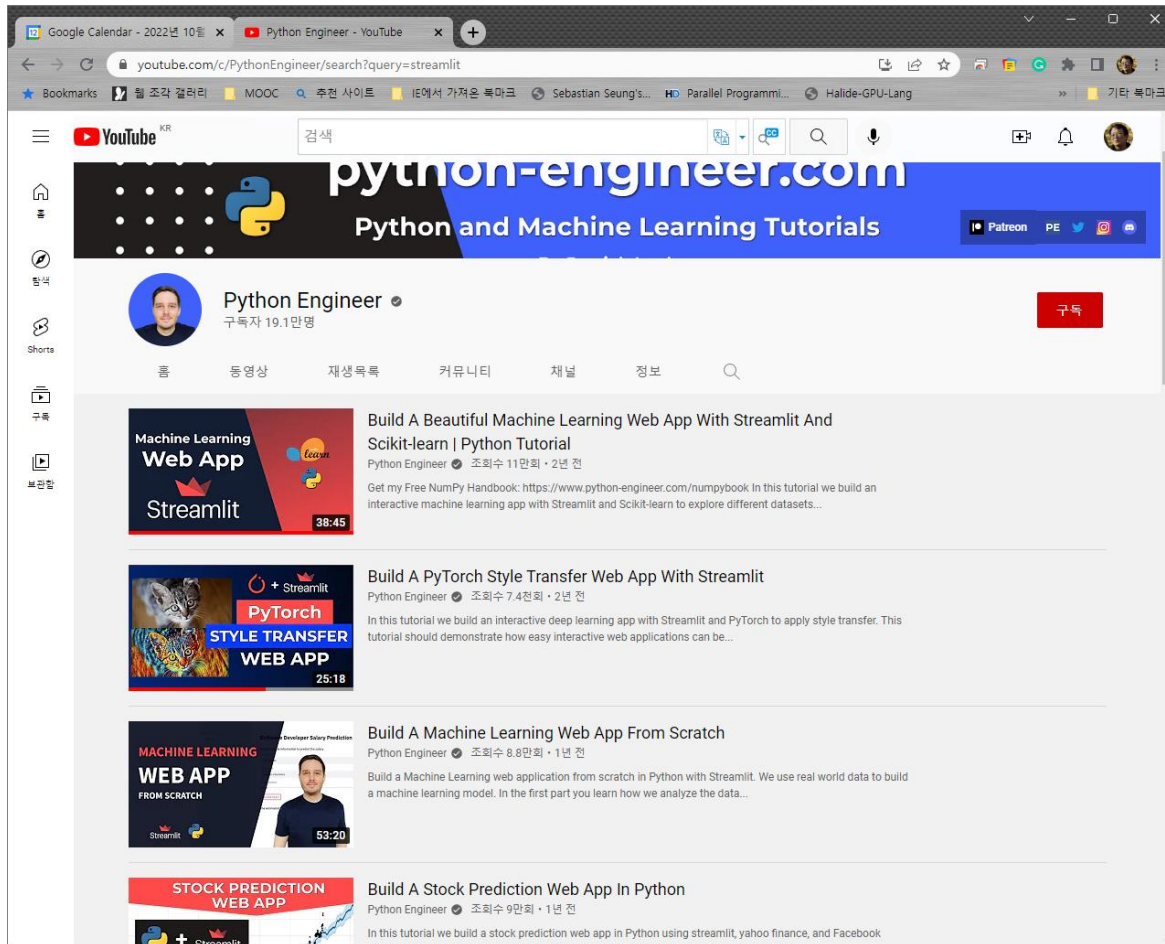 Google Calendar - 2022년 10월
Python Engineer - YouTube
youtube.com/c/PythonEngineer/search?query=streamlit
Bookmarks 웹 조각 갤러리 MOOC 추천 사이트 IE에서 가져온 북마크 Sebastian Seung's... HD Parallel Programmi... Halide-GPU-Lang » 기타 북마크
YouTube KR
검색
CC
python-engineer.com
Python and Machine Learning Tutorials
Patreon PE
홈
탐색
Shorts
구독
보관함
Python Engineer
구독자 19.1만명
구독
홈 동영상 재생목록 커뮤니티 채널 정보
Machine Learning
Web App
learn
Streamlit
38:45
Build A Beautiful Machine Learning Web App With Streamlit And
Scikit-learn | Python Tutorial
Python Engineer 조회수 11만회 • 2년 전
Get my Free NumPy Handbook: https://www.python-engineer.com/numpybook In this tutorial we build an
interactive machine learning app with Streamlit and Scikit-learn to explore different datasets...
+ Streamlit
PyTorch
STYLE TRANSFER
WEB APP
25:18
Build A PyTorch Style Transfer Web App With Streamlit
Python Engineer 조회수 7.4천회 • 2년 전
In this tutorial we build an interactive deep learning app with Streamlit and PyTorch to apply style transfer. This
tutorial should demonstrate how easy interactive web applications can be...
Developer Salary Prediction
MACHINE LEARNING
WEB APP
FROM SCRATCH
Streamlit
53:20
Build A Machine Learning Web App From Scratch
Python Engineer 조회수 8.8만회 • 1년 전
Build a Machine Learning web application from scratch in Python with Streamlit. We use real world data to build
a machine learning model. In the first part you learn how we analyze the data...
STOCK PREDICTION
WEB APP
+ Streamlit
Build A Stock Prediction Web App In Python
Python Engineer 조회수 9만회 • 1년 전
In this tutorial we build a stock prediction web app in Python using streamlit, yahoo finance, and Facebook